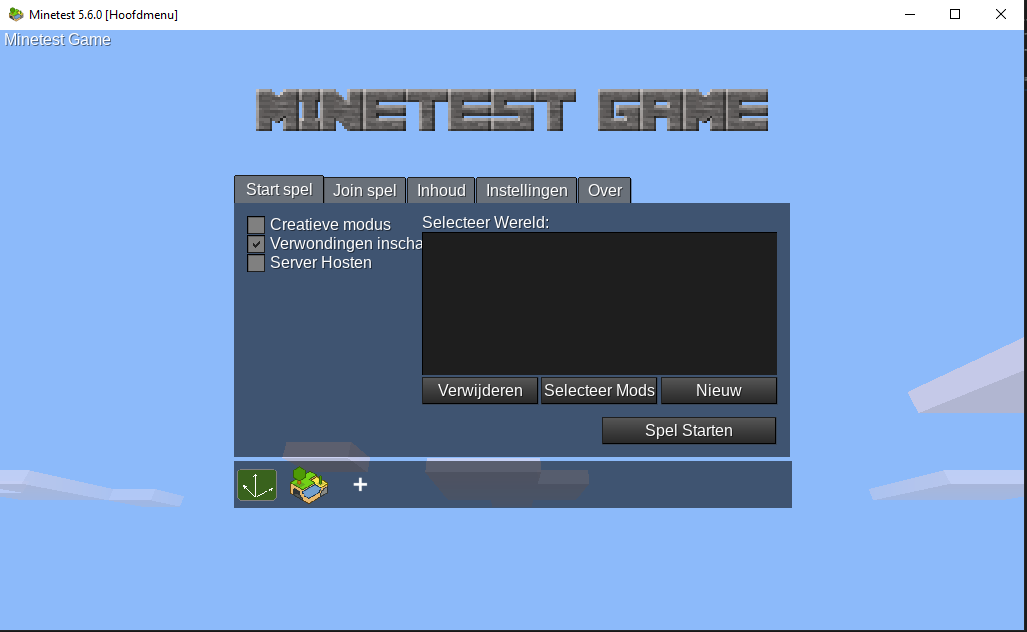 Minetest 5.6.0 [Hoofdmenu]
Minetest Game
MINETEST GAME
Start spel Join spel Inhoud Instellingen Over
Creatieve modus
Verwondingen inscha
Server Hosten
Selecteer Wereld:
Verwijderen Selecteer Mods Nieuw
Spel Starten
+